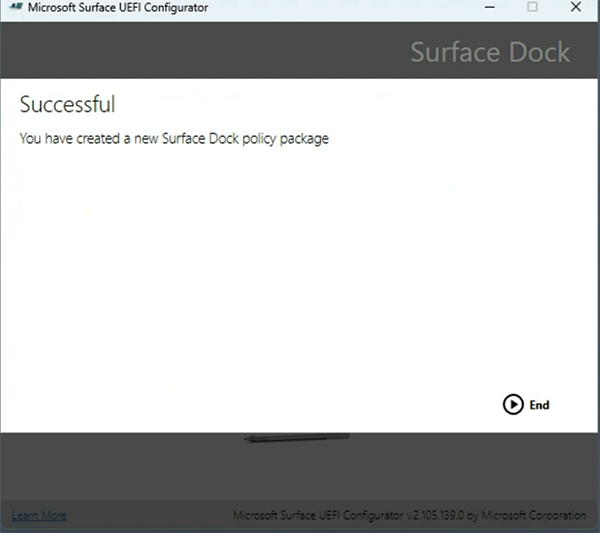 Microsoft Surface UEFI Configurator
Surface Dock
Successful
You have created a new Surface Dock policy package
End
Learn More
Microsoft Surface UEFI Configurator v.2.105.139.0 by Microsoft Corporation